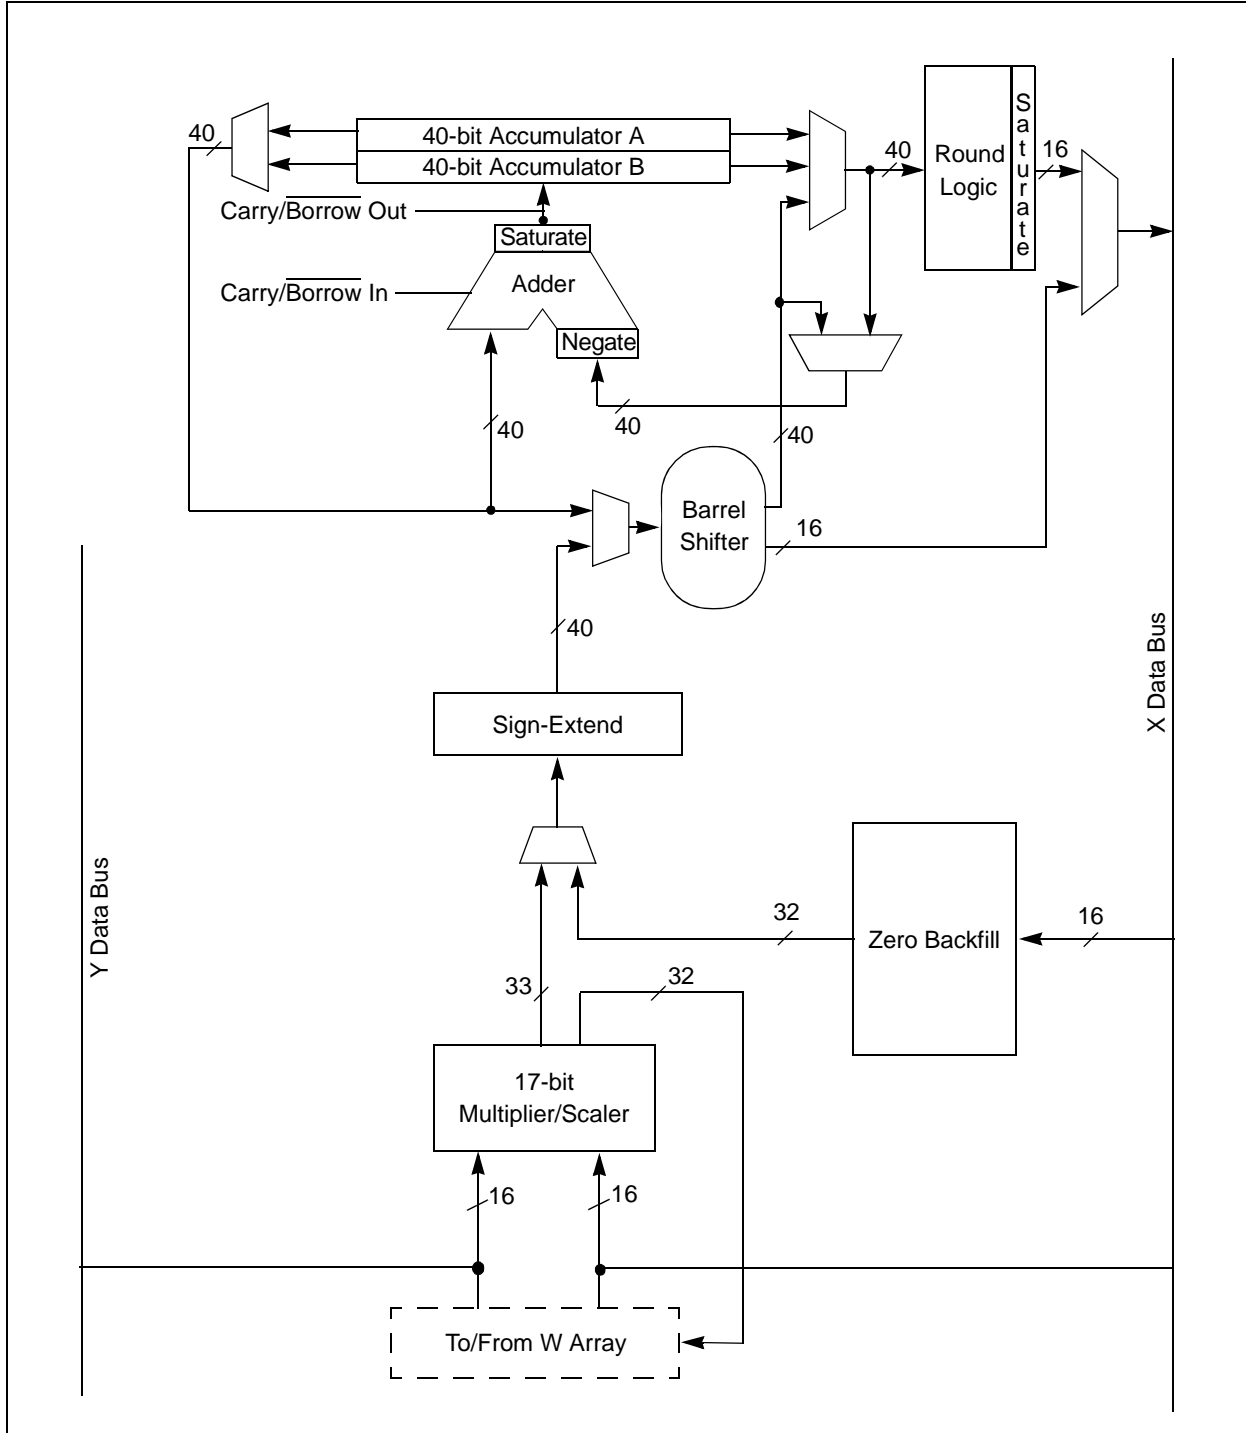 40
40-bit Accumulator A
40-bit Accumulator B
40
Round
Logic
Saturate
16
Carry/Borrow Out
Saturate
Carry/Borrow In
Adder
Negate
40
40
40
Barrel
Shifter
16
40
Sign-Extend
X Data Bus
Y Data Bus
32
Zero Backfill
16
33
32
17-bit
Multiplier/Scaler
16
16
To/From W Array